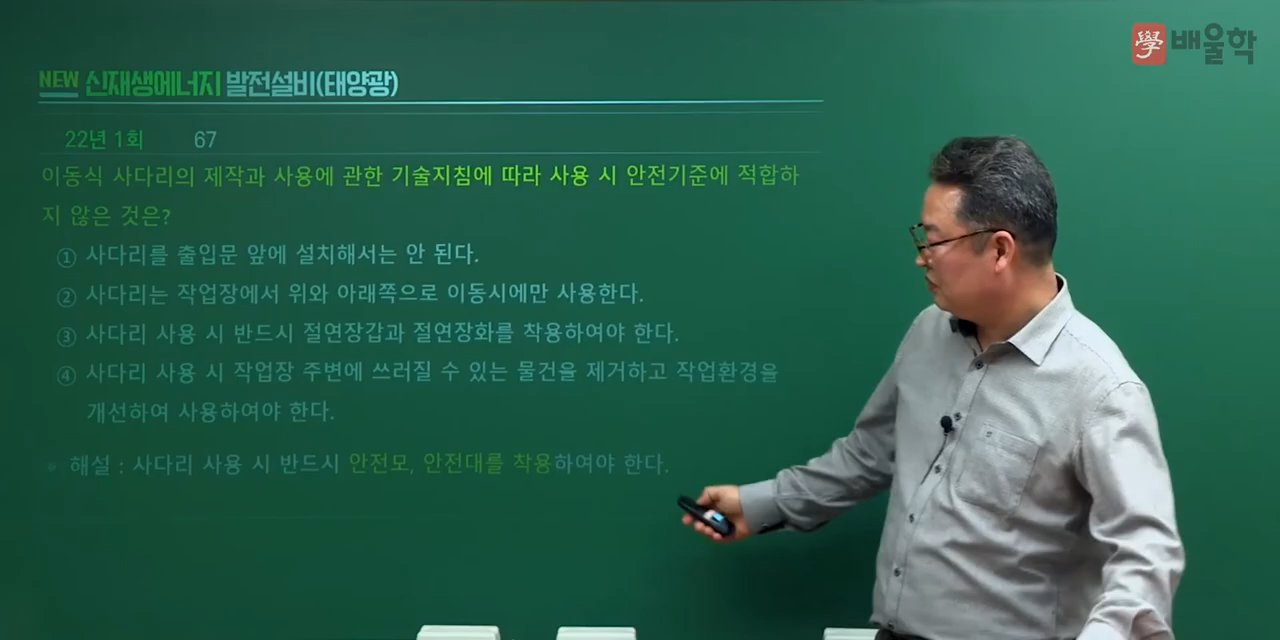 學 배울학
NEW 신재생에너지 발전설비(태양광)
22년 1회 67
이동식 사다리의 제작과 사용에 관한 기술지침에 따라 사용 시 안전기준에 적합하
지 않은 것은?
① 사다리를 출입문 앞에 설치해서는 안 된다.
② 사다리는 작업장에서 위와 아래쪽으로 이동시에만 사용한다.
③ 사다리 사용 시 반드시 절연장갑과 절연장화를 착용하여야 한다.
④ 사다리 사용 시 작업장 주변에 쓰러질 수 있는 물건을 제거하고 작업환경을
개선하여 사용하여야 한다.
해설 : 사다리 사용 시 반드시 안전모, 안전대를 착용하여야 한다.